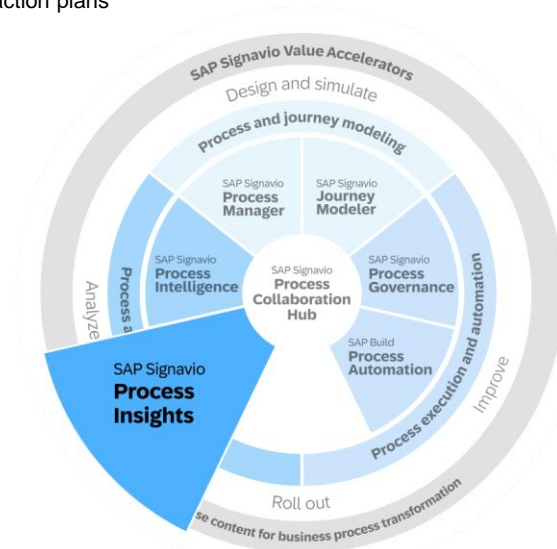 action plans
SAP Signavio Value Accelerators
Design and simulate
Process and journey modeling
SAP Signavio
Process
Manager
SAP Signavio
Journey
Modeler
SAP Signavio
Process
Intelligence
SAP Signavio
Process
Collaboration
Hub
SAP Signavio
Process
Governance
SAP Build
Process
Automation
Process a
Analyze
SAP Signavio
Process
Insights
Process execution and automation
Improve
Roll out
se content for business process transformation